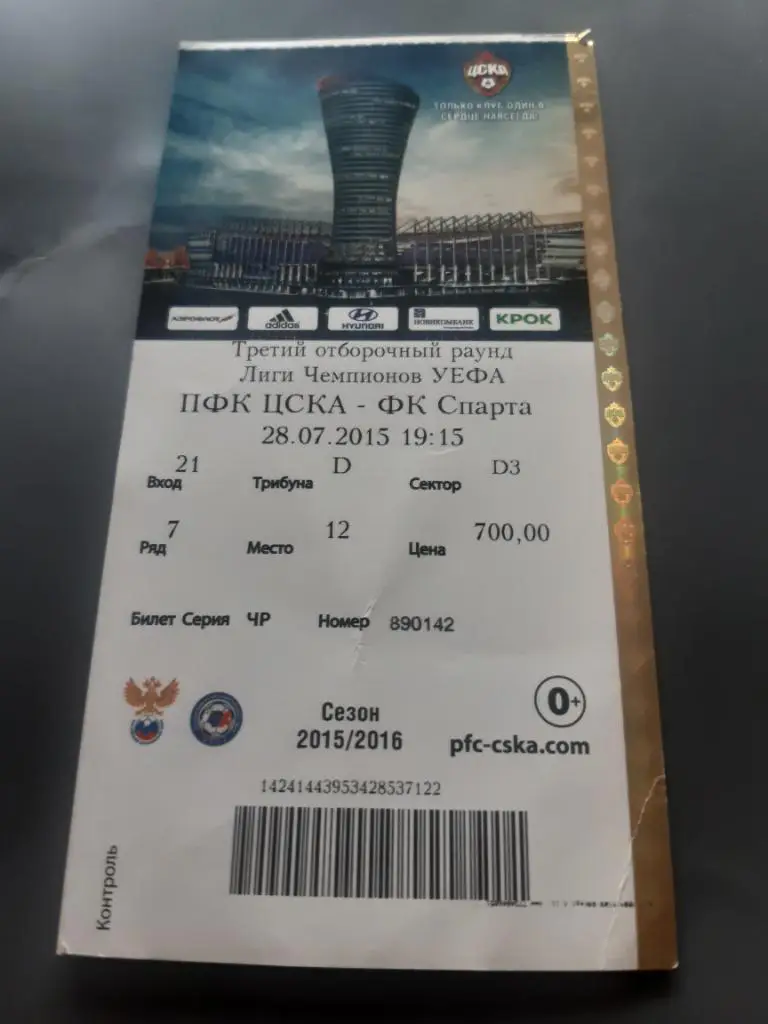 ЦСКА
ТОЛЬКО КЛУБ ОДИН В
СЕРДЦЕ НАВСЕГДА!
АЭРОФЛОТ adidas HYUNDAI НОВИКОМБАНК КРОК
Третий отборочный раунд
Лиги Чемпионов УЕФА
ПФК ЦСКА - ФК Спарта
28.07.2015 19:15
21 D D3
Вход Трибуна Сектор
7 12 700,00
Ряд Место Цена
Билет Серия ЧР Номер 890142
0+
Сезон
2015/2016 pfc-cska.com
14241443953428537122
Контроль